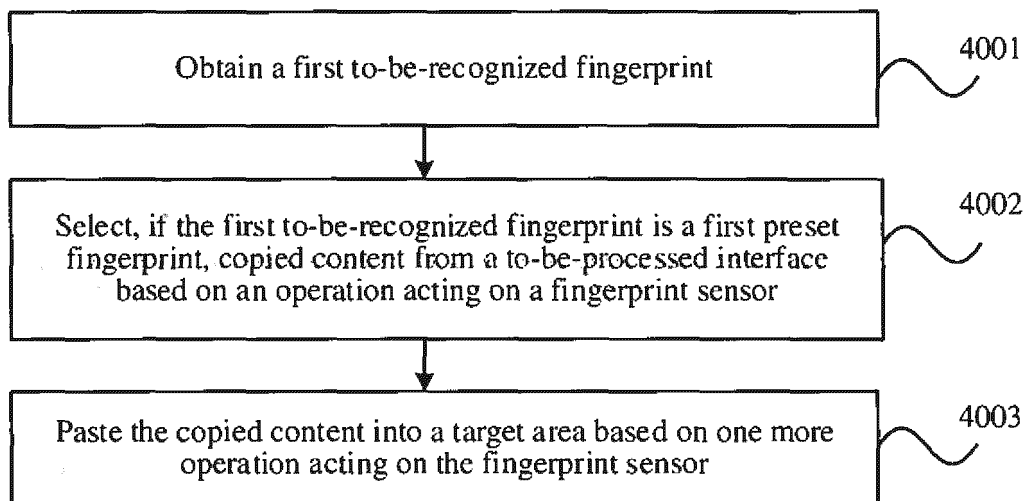 Obtain a first to-be-recognized fingerprint
4001
Select, if the first to-be-recognized fingerprint is a first preset
fingerprint, copied content from a to-be-processed interface
based on an operation acting on a fingerprint sensor
4002
Paste the copied content into a target area based on one more
operation acting on the fingerprint sensor
4003